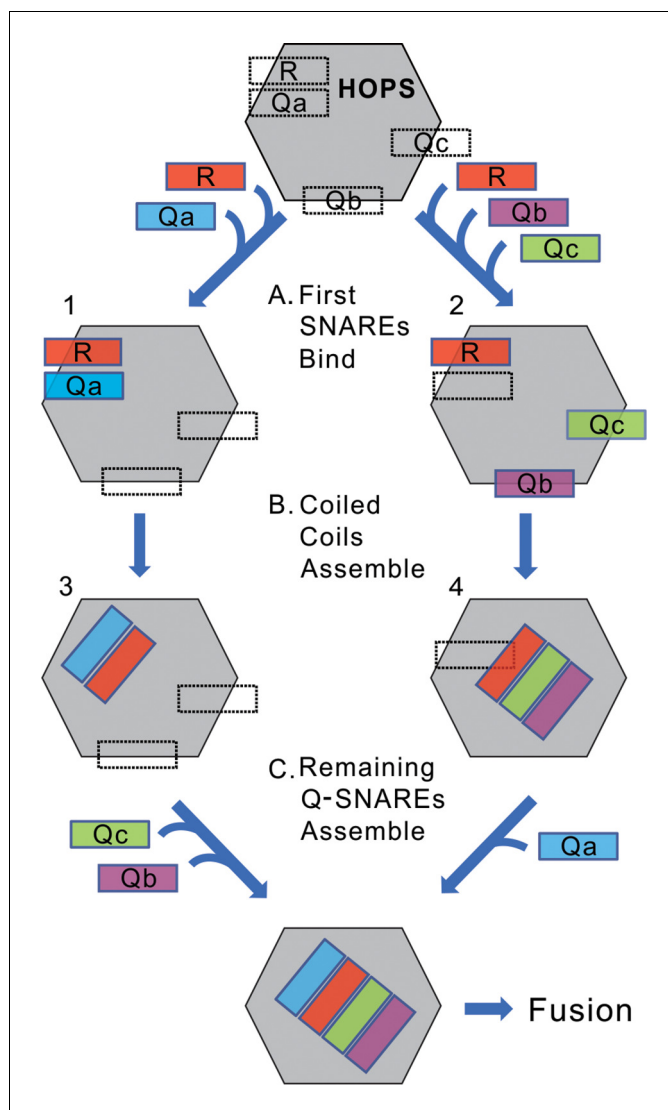 R
HOPS
Qa
Qc
R
R
Qb
Qa
Qb
Qc
1
A. First
SNAREs
Bind
2
R
R
Qa
Qc
Qb
B. Coiled
Coils
Assemble
3
4
C. Remaining
Q-SNAREs
Assemble
Qc
Qa
Qb
Fusion